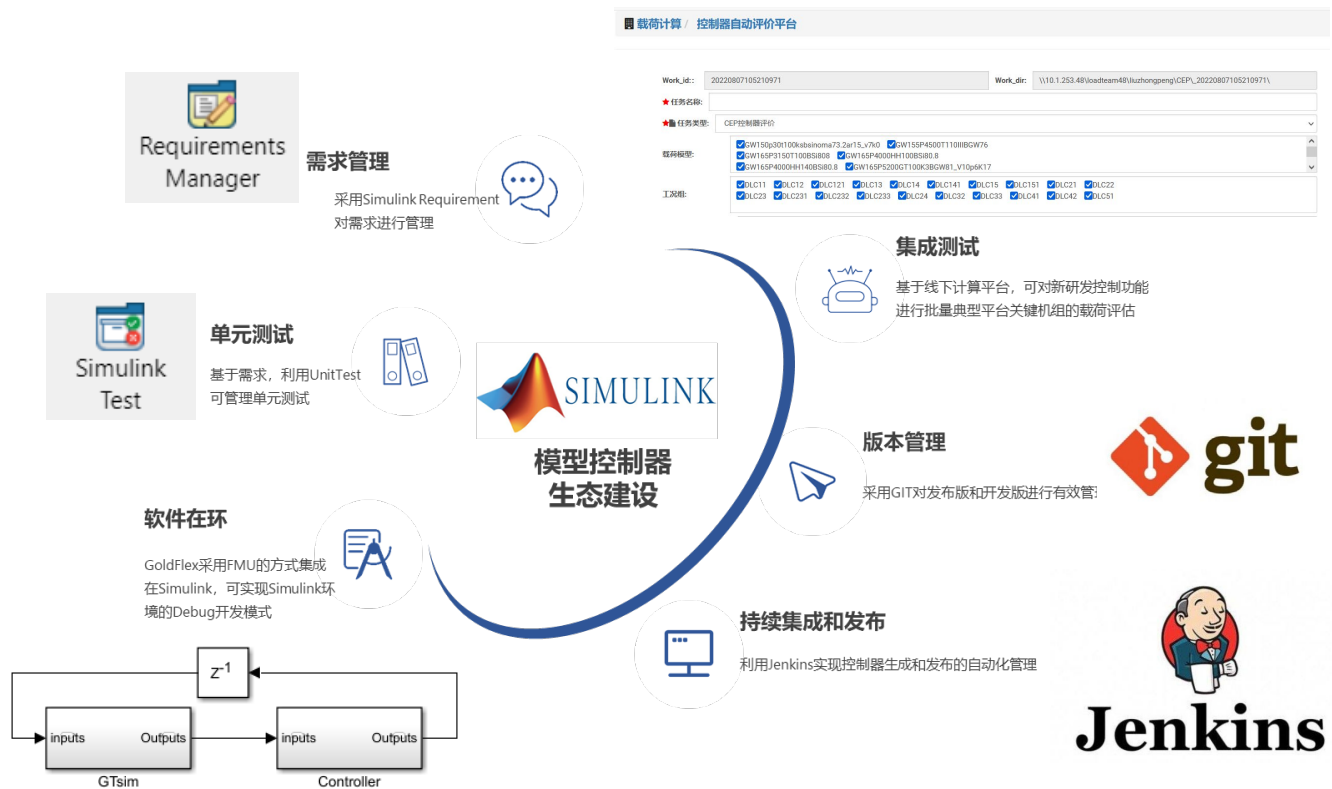 载荷计算 / 控制器自动评价平台
Work_id:: 20220807105210971 Work_dir: \\10.1.253.48\loadteam48\liuzhongpeng\CEP\_20220807105210971\
任务名称:
任务类型: CEP控制器评价
载荷模型:
GW150p30t100ksbsinoma73.2ar15_v7k0 GW155P4500T110IIIBGW76
GW165P3150T100BSi808 GW165P4000HH100BSi80.8
GW165P4000HH140BSi80.8 GW165P5200GT100K3BGW81_V10p6K17
工况组:
DLC11 DLC12 DLC121 DLC13 DLC14 DLC141 DLC15 DLC151 DLC21 DLC22
DLC23 DLC231 DLC232 DLC233 DLC24 DLC32 DLC33 DLC41 DLC42 DLC51
Requirements
Manager
需求管理
采用Simulink Requirement
对需求进行管理
集成测试
基于线下计算平台，可对新研发控制功能
进行批量典型平台关键机组的载荷评估
Simulink
Test
单元测试
基于需求，利用UnitTest
可管理单元测试
SIMULINK
模型控制器
生态建设
版本管理
采用GIT对发布版和开发版进行有效管
git
软件在环
GoldFlex采用FMU的方式集成
在Simulink，可实现Simulink环
境的Debug开发模式
持续集成和发布
利用Jenkins实现控制器生成和发布的自动化管理
Jenkins
Z-1
inputs Outputs
GTsim
inputs Outputs
Controller